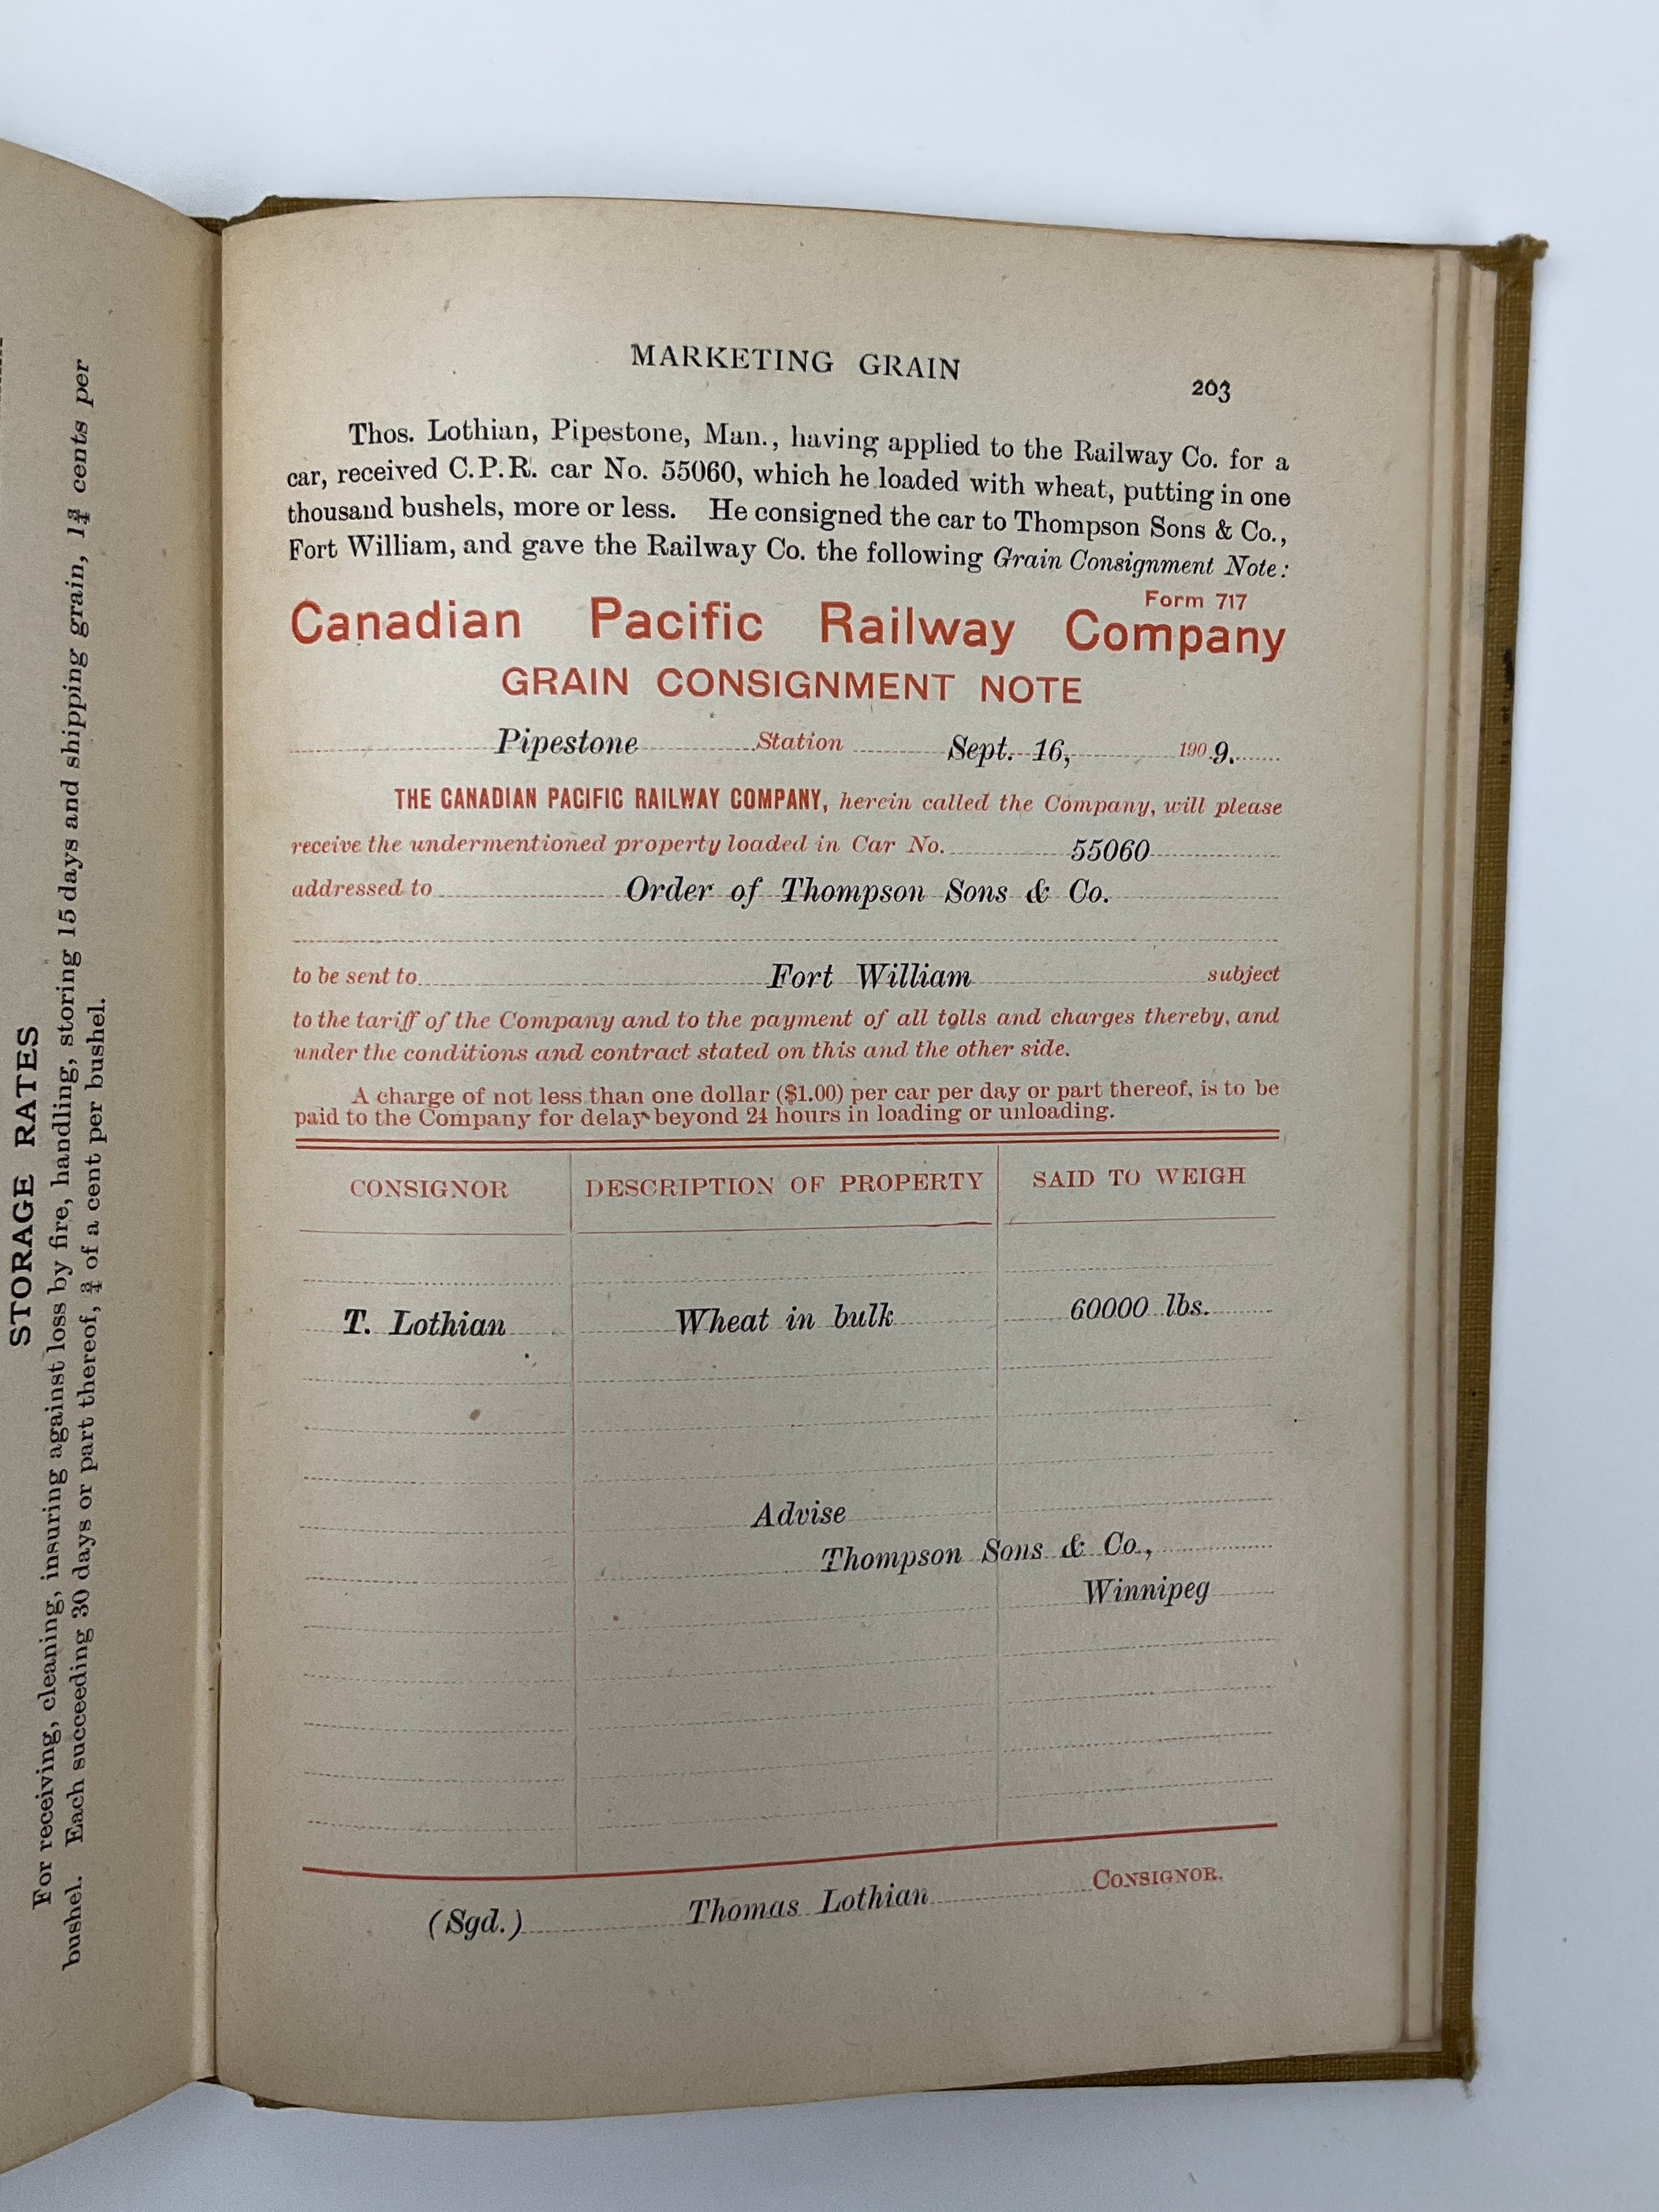 STORAGE RATES
For receiving, cleaning, insuring against loss by fire, handling, storing 15 days and shipping grain, 1¾ cents per
bushel. Each succeeding 30 days or part thereof, ¾ of a cent per bushel.
MARKETING GRAIN
203
Thos. Lothian, Pipestone, Man., having applied to the Railway Co. for a
car, received C.P.R. car No. 55060, which he loaded with wheat, putting in one
thousand bushels, more or less. He consigned the car to Thompson Sons & Co.,
Fort William, and gave the Railway Co. the following Grain Consignment Note:
Form 717
Canadian Pacific Railway Company
GRAIN CONSIGNMENT NOTE
Pipestone Station Sept. 16, 1909.
THE CANADIAN PACIFIC RAILWAY COMPANY, herein called the Company, will please
receive the undermentioned property loaded in Car No. 55060
addressed to Order of Thompson Sons & Co.
to be sent to Fort William subject
to the tariff of the Company and to the payment of all tolls and charges thereby, and
under the conditions and contract stated on this and the other side.
A charge of not less than one dollar ($1.00) per car per day or part thereof, is to be
paid to the Company for delay beyond 24 hours in loading or unloading.
CONSIGNOR DESCRIPTION OF PROPERTY SAID TO WEIGH
T. Lothian Wheat in bulk 60000 lbs.
Advise
Thompson Sons & Co.,
Winnipeg
(Sgd.) Thomas Lothian CONSIGNOR.